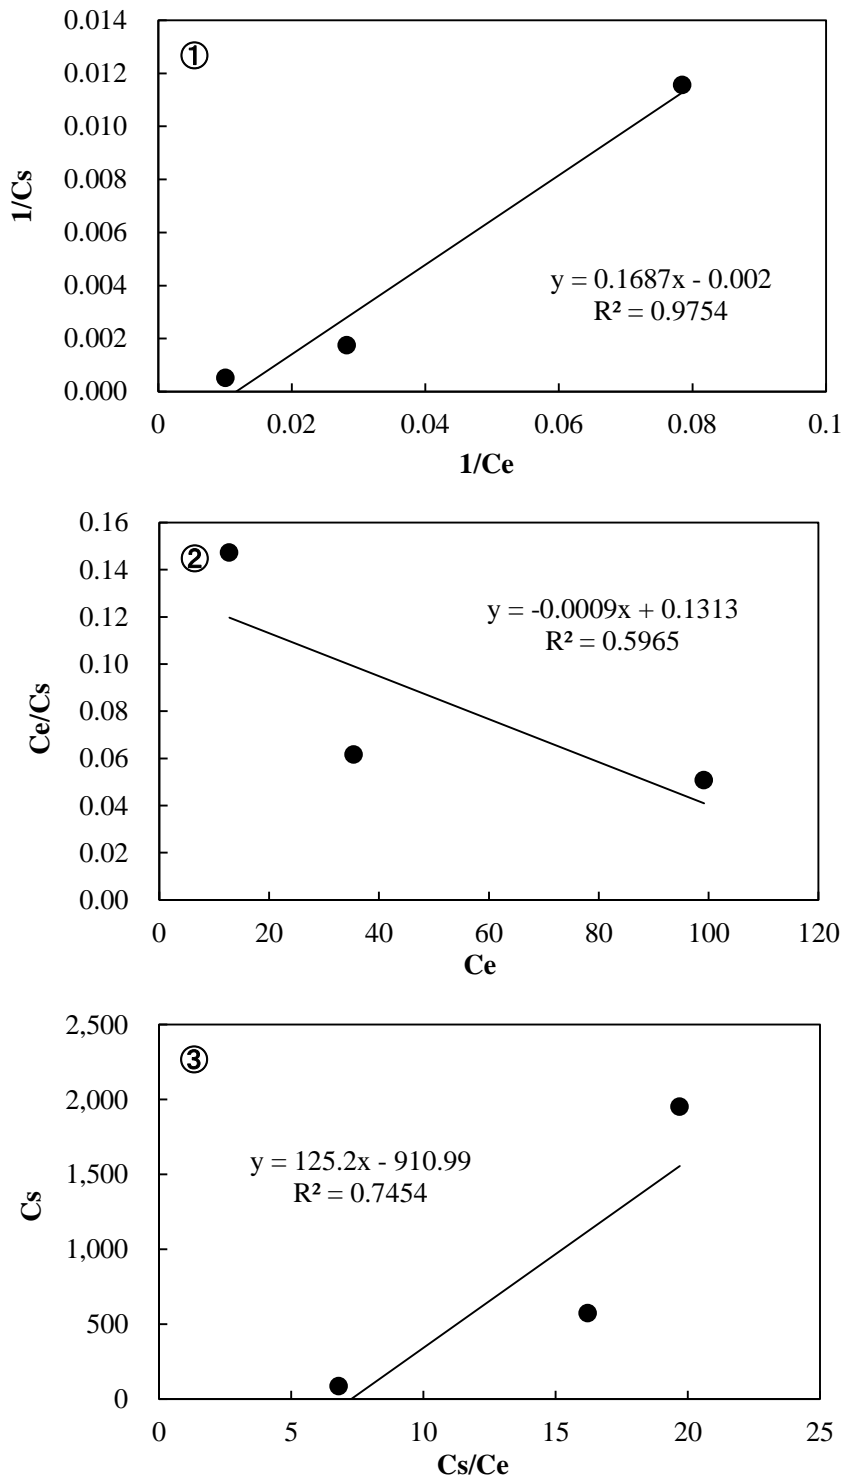 ①
0.014
0.012
0.010
0.008
0.006
0.004
0.002
0.000
1/Cs
y = 0.1687x - 0.002
R² = 0.9754
0 0.02 0.04 0.06 0.08 0.1
1/Ce
②
0.16
0.14
0.12
0.10
0.08
0.06
0.04
0.02
0.00
Ce/Cs
y = -0.0009x + 0.1313
R² = 0.5965
0 20 40 60 80 100 120
Ce
③
2,500
2,000
1,500
1,000
500
0
Cs
y = 125.2x - 910.99
R² = 0.7454
0 5 10 15 20 25
Cs/Ce